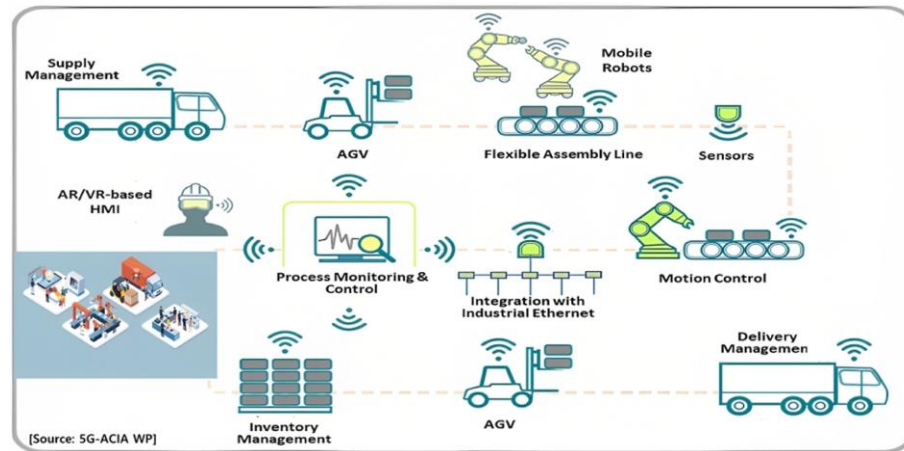 Supply
Management
Mobile
Robots
AGV
Flexible Assembly Line
Sensors
AR/VR-based
HMI
Process Monitoring &
Control
Integration with
Industrial Ethernet
Motion Control
Delivery
Managemen
Inventory
Management
AGV
[Source: 5G-ACIA WP]